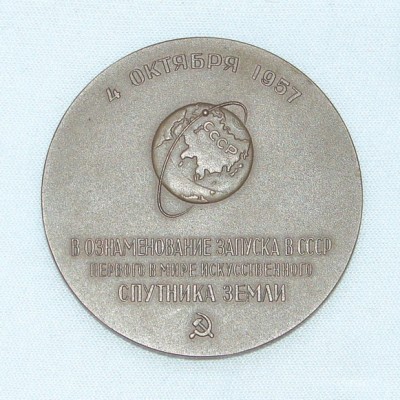 4 ОКТЯБРЯ 1957
СССР
В ОЗНАМЕНОВАНИЕ ЗАПУСКА В СССР
ПЕРВОГО В МИРЕ ИСКУССТВЕННОГО
СПУТНИКА ЗЕМЛИ